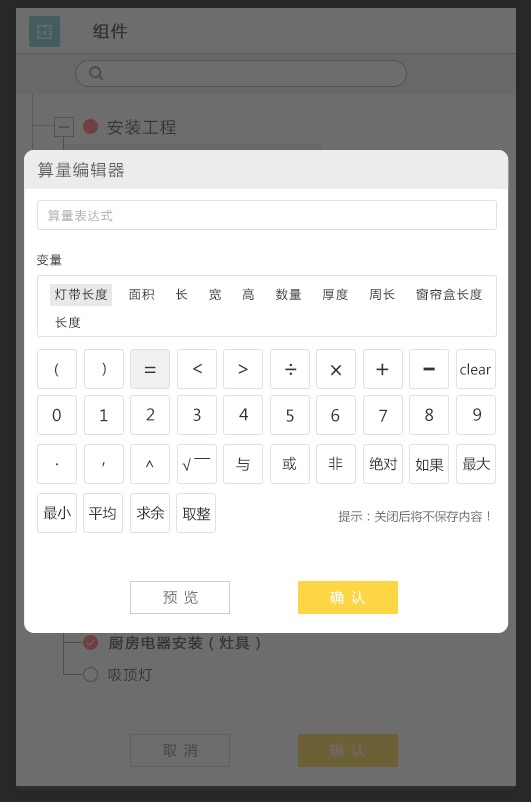 组件
安装工程
算量编辑器
算量表达式
变量
灯带长度 面积 长 宽 高 数量 厚度 周长 窗帘盒长度
长度
( ) = < > ÷ × + − clear
0 1 2 3 4 5 6 7 8 9
. , ^ √ 与 或 非 绝对 如果 最大
最小 平均 求余 取整 提示：关闭后将不保存内容！
预 览 确 认
厨房电器安装（灶具）
吸顶灯
取 消 确 认